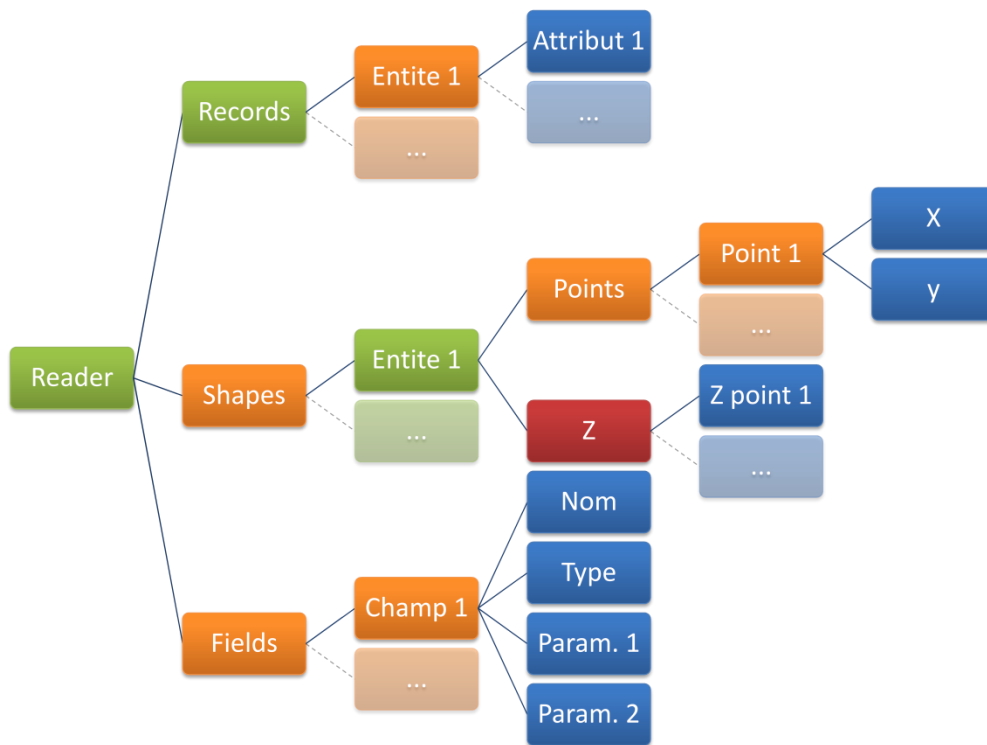 Reader
Records
Entite 1
Attribut 1
...
...
Shapes
Entite 1
Points
Point 1
X
y
...
Z
Z point 1
...
...
Fields
Champ 1
Nom
Type
Param. 1
Param. 2
...